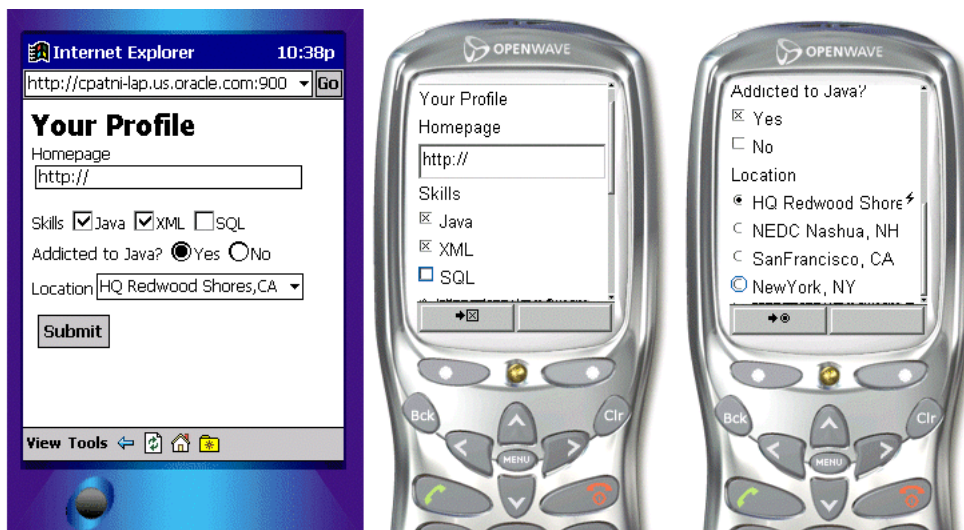 Internet Explorer 10:38p
http://cpatni-lap.us.oracle.com:900 Go
Your Profile
Homepage
http://
Skills Java XML SQL
Addicted to Java? Yes No
Location HQ Redwood Shores,CA
Submit
View Tools
OPENWAVE
Your Profile
Homepage
http://
Skills
Java
XML
SQL
Bck Clr
MENU
OPENWAVE
Addicted to Java?
Yes
No
Location
HQ Redwood Shore
NEDC Nashua, NH
SanFrancisco, CA
NewYork, NY
Bck Clr
MENU